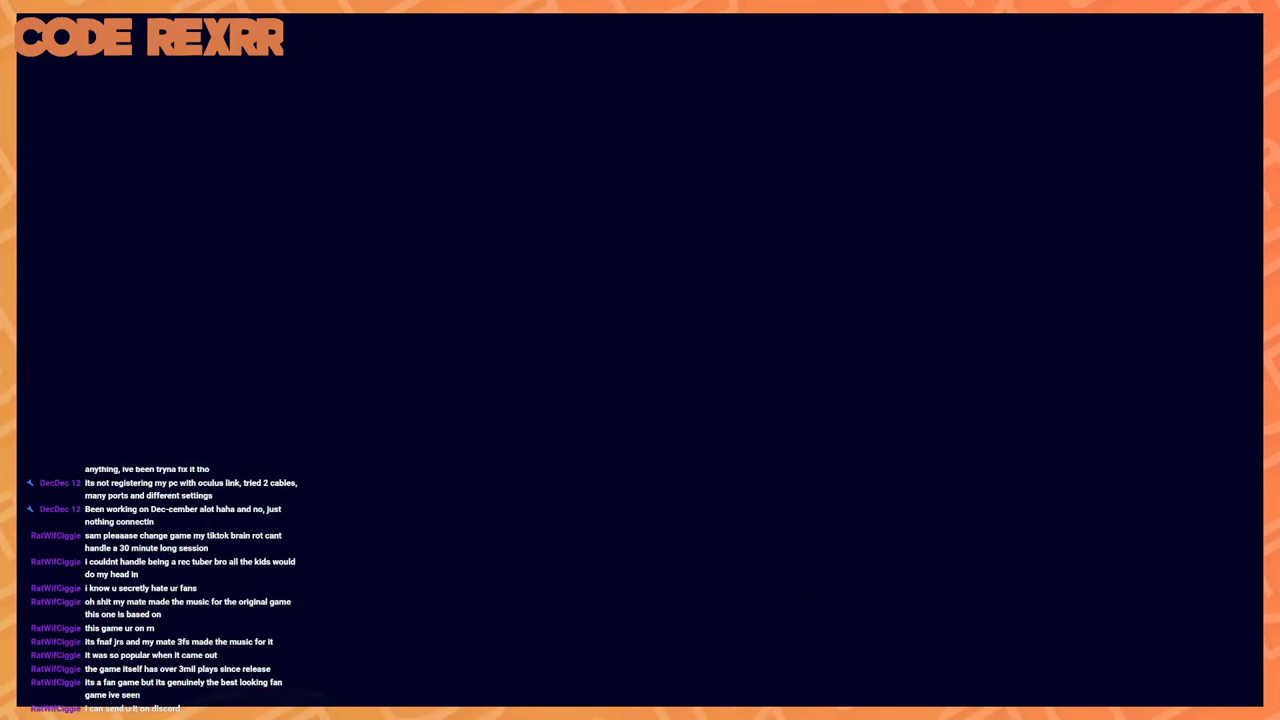 CODE REXRR
anything, ive been tryna fix it tho
DecDec 12 its not registering my pc with oculus link, tried 2 cables,
many ports and different settings
DecDec 12 Been working on Dec-cember alot haha and no, just
nothing connectin
RatWifCiggie sam pleaaase change game my tiktok brain rot cant
handle a 30 minute long session
RatWifCiggie i couldnt handle being a rec tuber bro all the kids would
do my head in
RatWifCiggie i know u secretly hate ur fans
RatWifCiggie oh shit my mate made the music for the original game
this one is based on
RatWifCiggie this game ur on rn
RatWifCiggie its fnaf jrs and my mate 3fs made the music for it
RatWifCiggie it was so popular when it came out
RatWifCiggie the game itself has over 3mil plays since release
RatWifCiggie its a fan game but its genuinely the best looking fan
game ive seen
RatWifCiggie i can send u it on discord